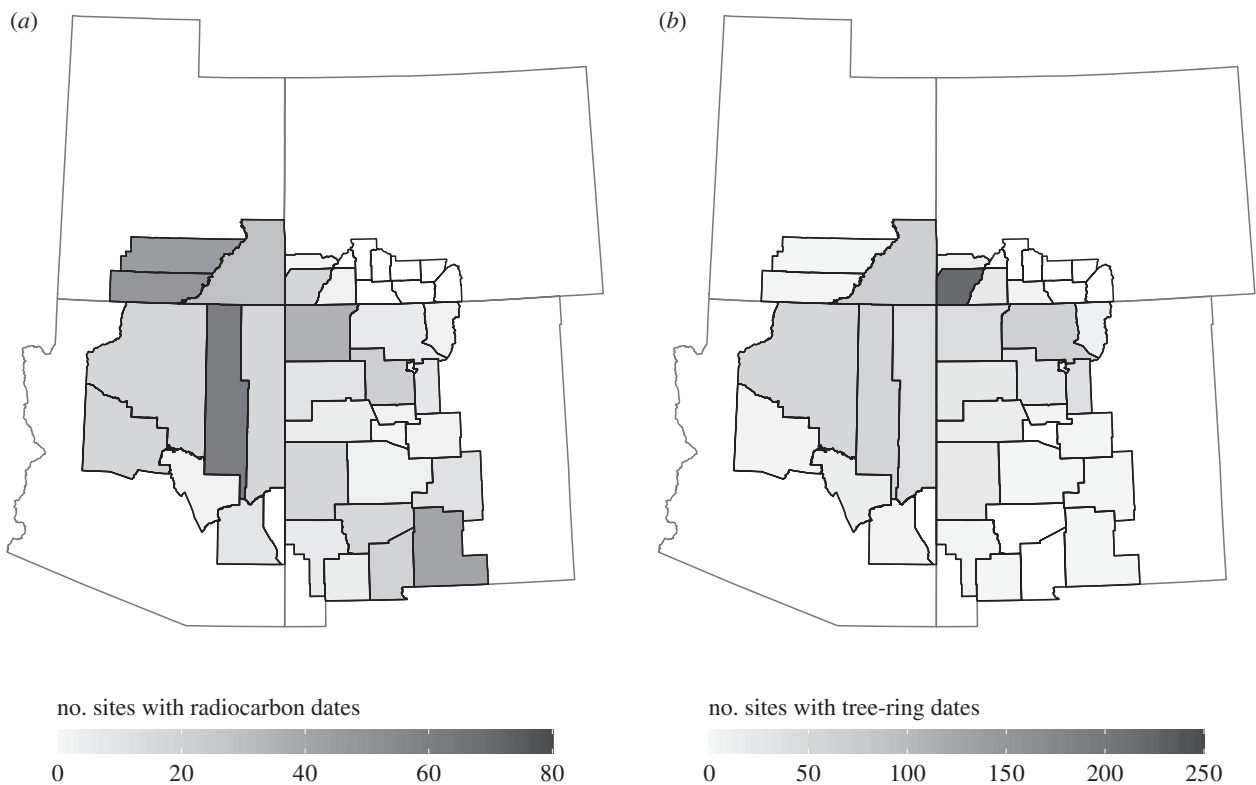 (a)
(b)
no. sites with radiocarbon dates
0 20 40 60 80
no. sites with tree-ring dates
0 50 100 150 200 250